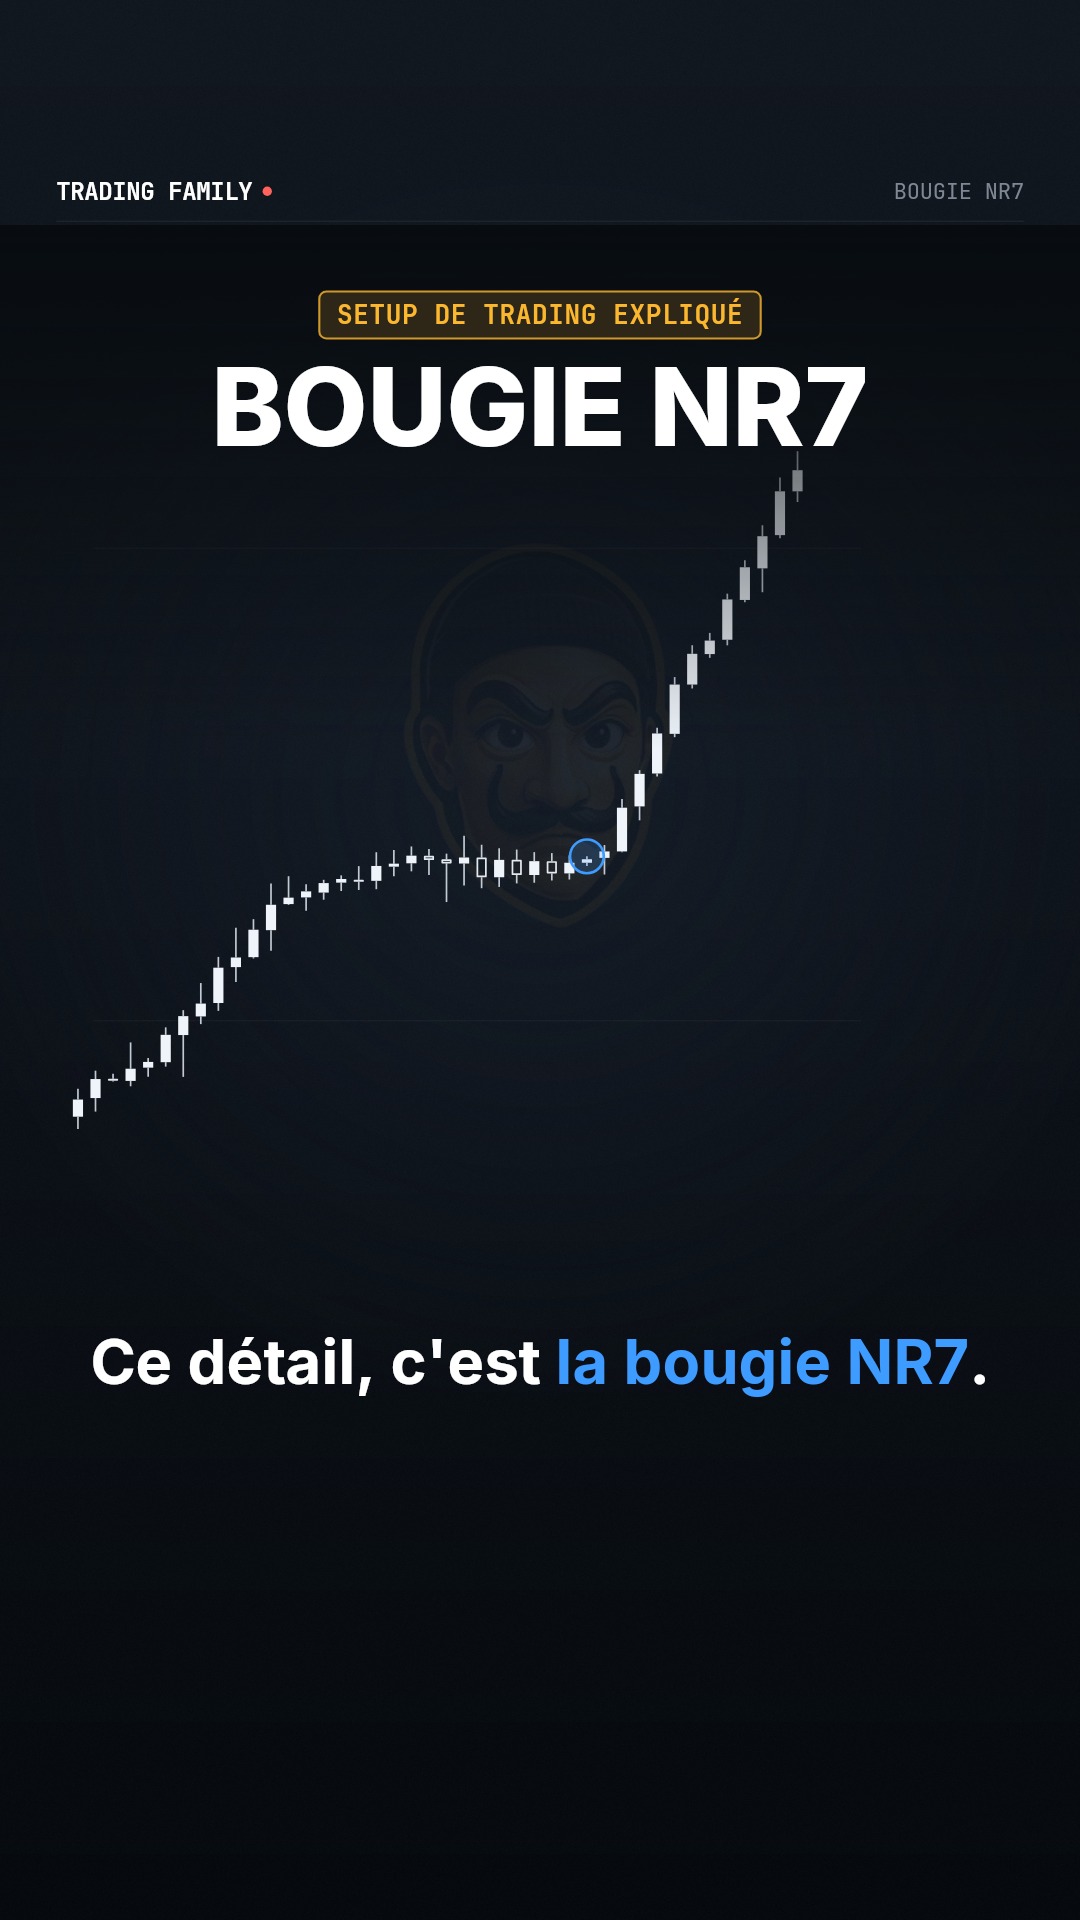 TRADING FAMILY
BOUGIE NR7
SETUP DE TRADING EXPLIQUÉ
BOUGIE NR7
Ce détail, c'est la bougie NR7.